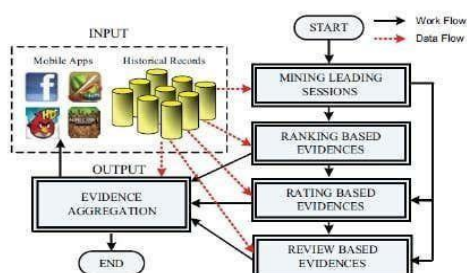 START
Work Flow
Data Flow
INPUT
Mobile Apps
Historical Records
MINING LEADING
SESSIONS
RANKING BASED
EVIDENCES
OUTPUT
EVIDENCE
AGGREGATION
RATING BASED
EVIDENCES
REVIEW BASED
EVIDENCES
END